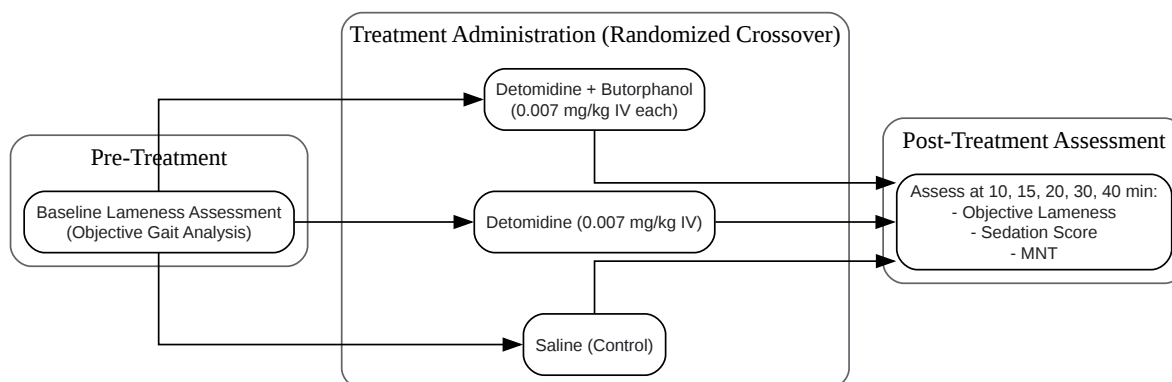 Treatment Administration (Randomized Crossover)
Detomidine + Butorphanol
(0.007 mg/kg IV each)
Pre-Treatment
Baseline Lameness Assessment
(Objective Gait Analysis)
Detomidine (0.007 mg/kg IV)
Saline (Control)
Post-Treatment Assessment
Assess at 10, 15, 20, 30, 40 min:
- Objective Lameness
- Sedation Score
- MNT